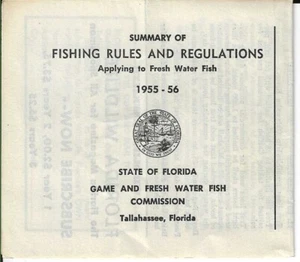 SUMMARY OF
FISHING RULES AND REGULATIONS
Applying to Fresh Water Fish
1955 - 56
STATE OF FLORIDA
GAME AND FRESH WATER FISH
COMMISSION
Tallahassee, Florida